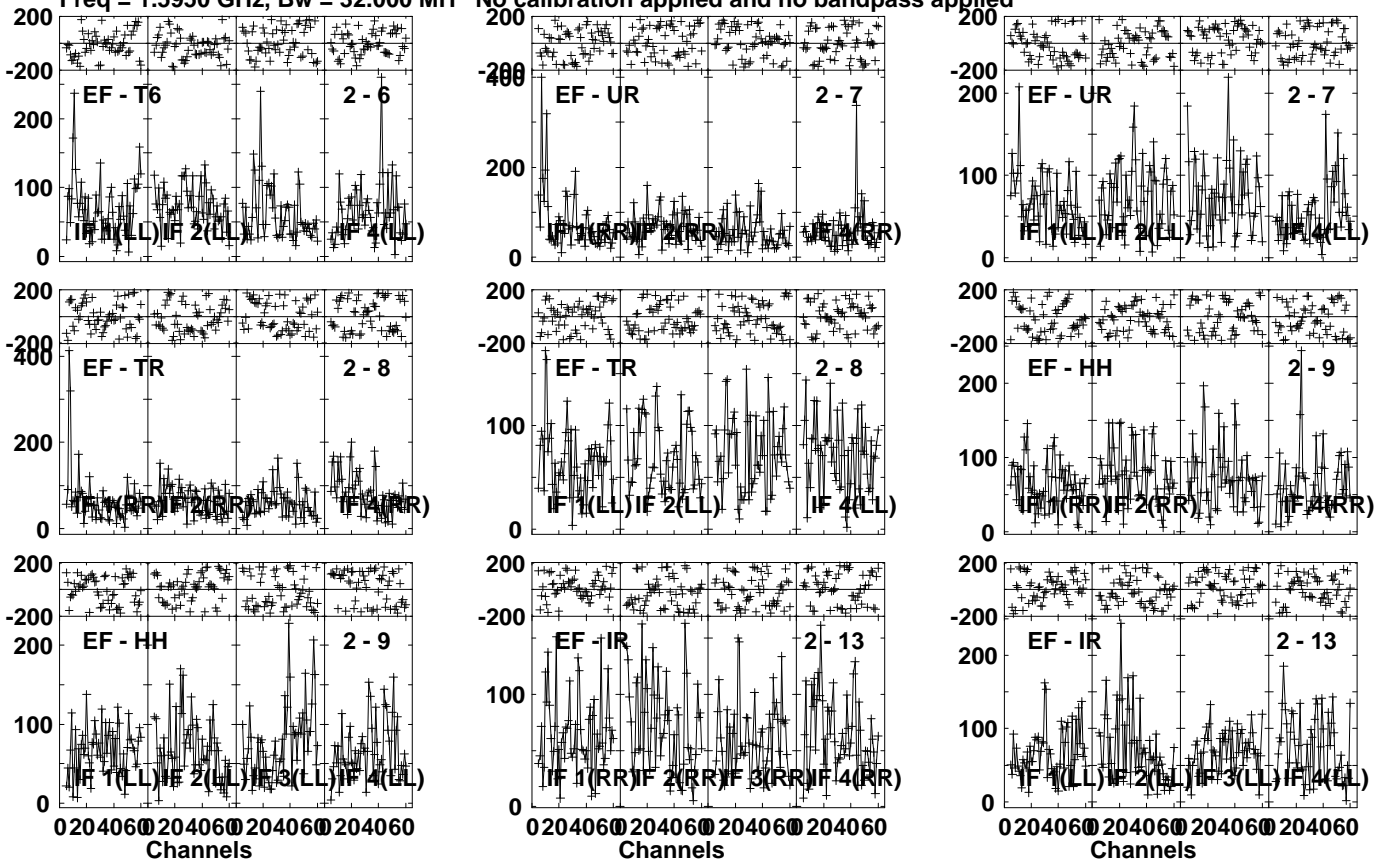 Freq = 1.5950 GHz, Bw = 32.000 MH No calibration applied and no bandpass applied
200
-200
EF - T6 2 - 6
200
100
0
IF 1(LL) IF 2(LL) IF 4(LL)
200
-200
400
EF - UR 2 - 7
200
0
IF 1(RR) IF 2(RR) IF 4(RR)
200
-200
EF - UR 2 - 7
200
100
0
IF 1(LL) IF 2(LL) IF 4(LL)
200
-200
400
EF - TR 2 - 8
200
0
IF 1(RR) IF 2(RR) IF 4(RR)
200
-200
EF - TR 2 - 8
100
0
IF 1(LL) IF 2(LL) IF 4(LL)
200
-200
EF - HH 2 - 9
200
100
0
IF 1(RR) IF 2(RR) IF 4(RR)
200
-200
EF - HH 2 - 9
200
100
0
IF 1(LL) IF 2(LL) IF 3(LL) IF 4(LL)
0 20 40 60 0 20 40 60 0 20 40 60 0 20 40 60
Channels
200
-200
EF - IR 2 - 13
100
0
IF 1(RR) IF 2(RR) IF 3(RR) IF 4(RR)
0 20 40 60 0 20 40 60 0 20 40 60 0 20 40 60
Channels
200
-200
EF - IR 2 - 13
200
100
0
IF 1(LL) IF 2(LL) IF 3(LL) IF 4(LL)
0 20 40 60 0 20 40 60 0 20 40 60 0 20 40 60
Channels